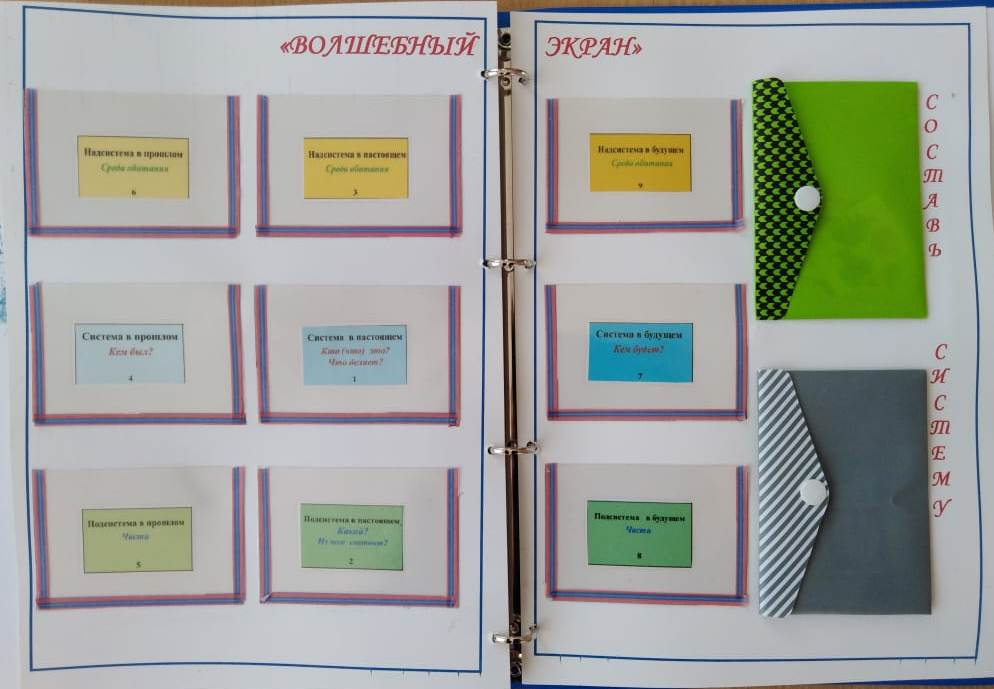 «ВОЛШЕБНЫЙ ЭКРАН»
Надсистема в прошлом
Среда обитания
6
Надсистема в настоящем
Среда обитания
3
Надсистема в будущем
Среда обитания
9
Система в прошлом
Кем был?
4
Система в настоящем
Кто (что) это?
Что делает?
1
Система в будущем
Кем будет?
7
Подсистема в прошлом
Части
5
Подсистема в настоящем
Какой?
Из чего состоит?
2
Подсистема в будущем
Части
8
СОСТАВЬ
СИСТЕМУ